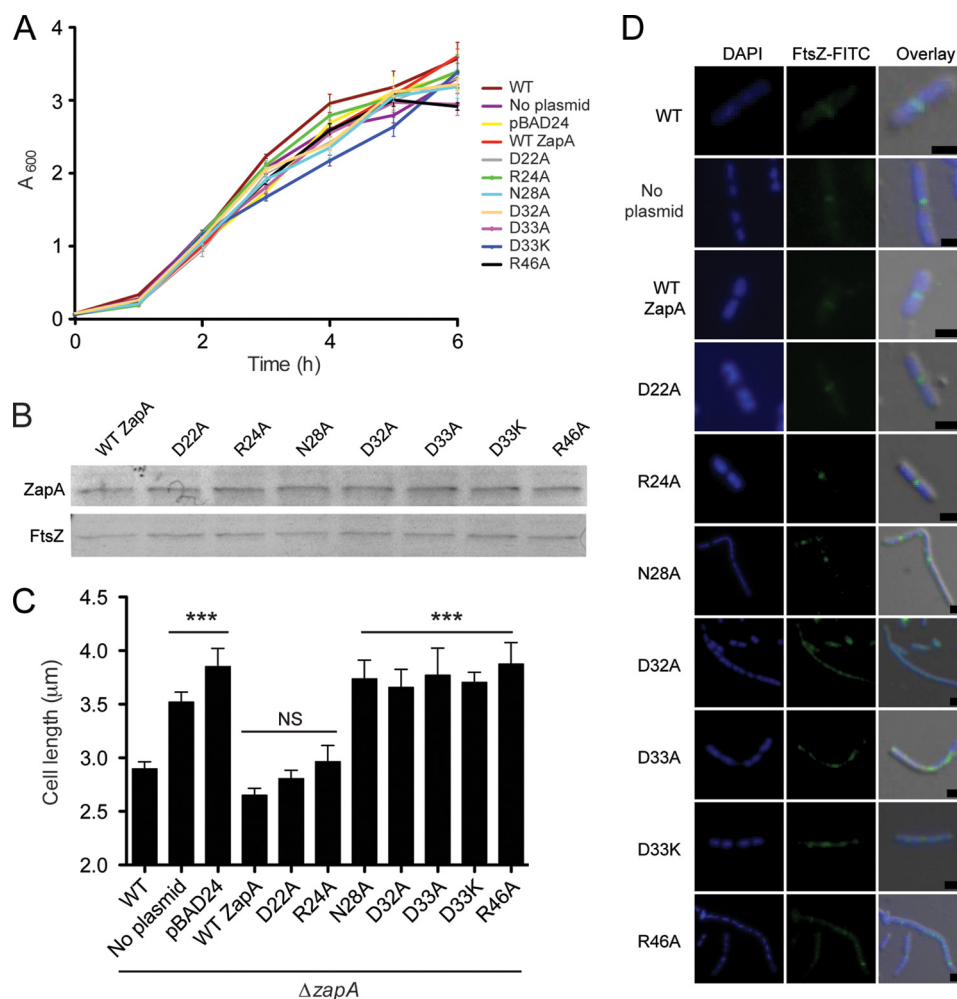 A
4
3
2
1
0
A600
0
2
4
6
Time (h)
WT
No plasmid
pBAD24
WT ZapA
D22A
R24A
N28A
D32A
D33A
D33K
R46A
B
WT ZapA
D22A
R24A
N28A
D32A
D33A
D33K
R46A
ZapA
FtsZ
C
4.5
4.0
3.5
3.0
2.5
2.0
Cell length (μm)
***
NS
***
WT
No plasmid
pBAD24
WT ZapA
D22A
R24A
N28A
D32A
D33A
D33K
R46A
ΔzapA
D
DAPI FtsZ-FITC Overlay
WT
No
plasmid
WT
ZapA
D22A
R24A
N28A
D32A
D33A
D33K
R46A